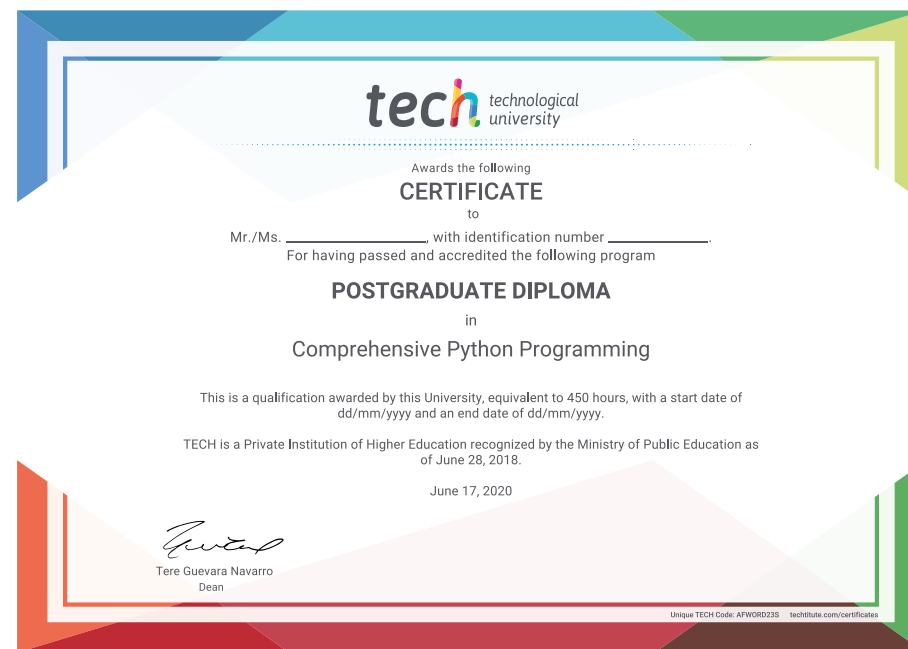 tech technological
university
Awards the following
CERTIFICATE
to
Mr./Ms. ____________________, with identification number ______________.
For having passed and accredited the following program
POSTGRADUATE DIPLOMA
in
Comprehensive Python Programming
This is a qualification awarded by this University, equivalent to 450 hours, with a start date of
dd/mm/yyyy and an end date of dd/mm/yyyy.
TECH is a Private Institution of Higher Education recognized by the Ministry of Public Education as
of June 28, 2018.
June 17, 2020
Tere Guevara Navarro
Dean
Unique TECH Code: AFWORD23S techtitute.com/certificates